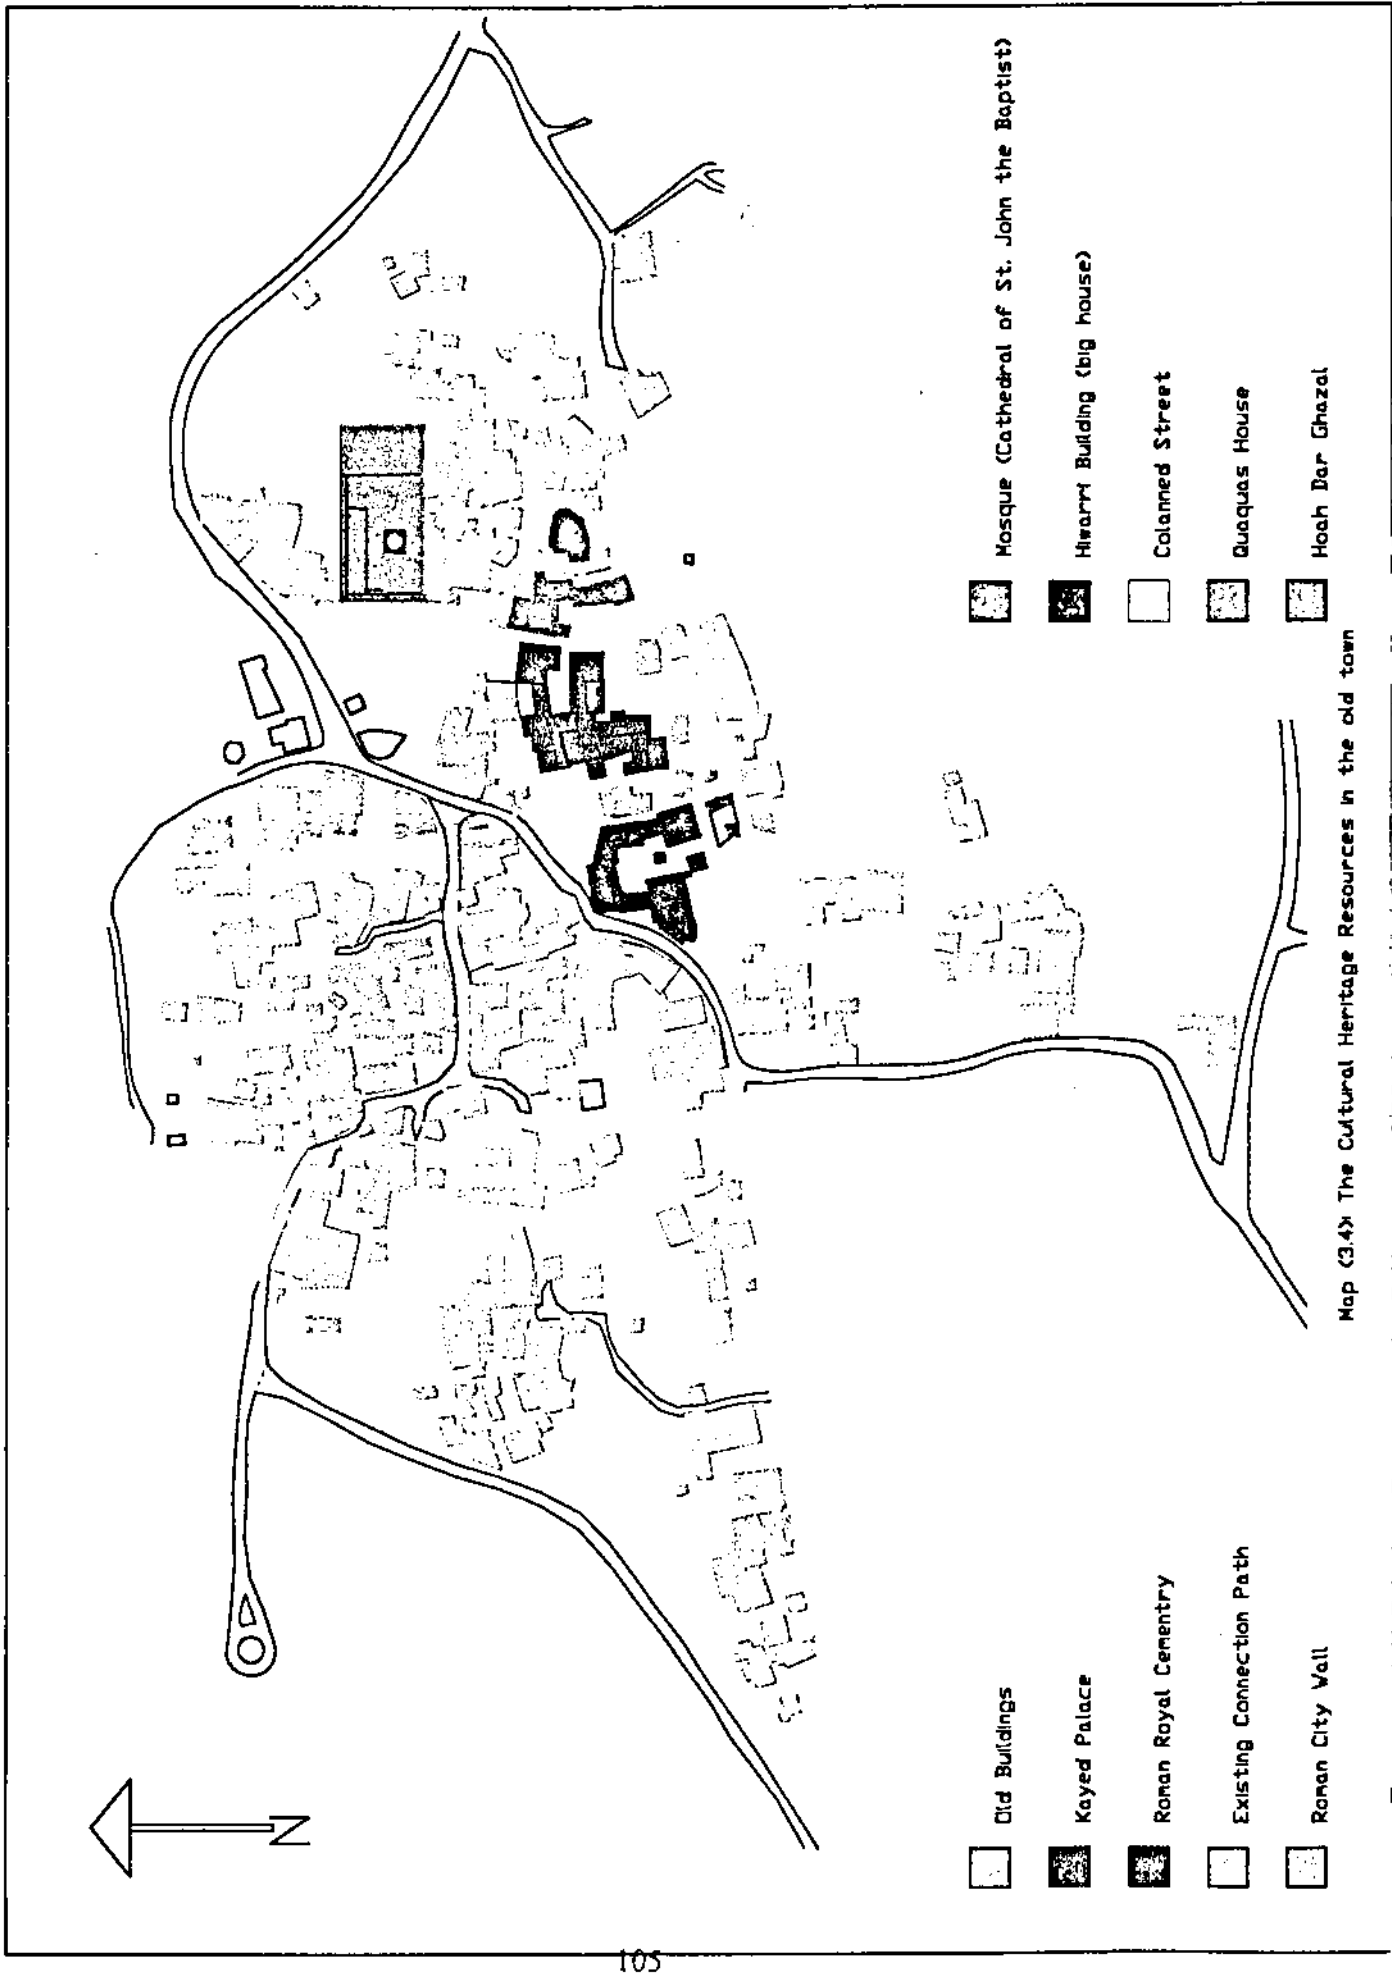 N
Old Buildings
Kayed Palace
Roman Royal Cementry
Existing Connection Path
Roman City Wall
Mosque (Cathedral of St. John the Baptist)
Hiwarri Building (big house)
Colanned Street
Quaquas House
Hoah Dar Ghazal
Map (3.4): The Cultural Heritage Resources in the old town
105